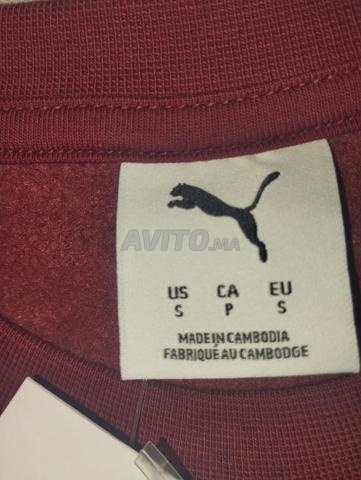 AVITO.ma
US CA EU
S P S
MADE IN CAMBODIA
FABRIQUÉ AU CAMBODGE